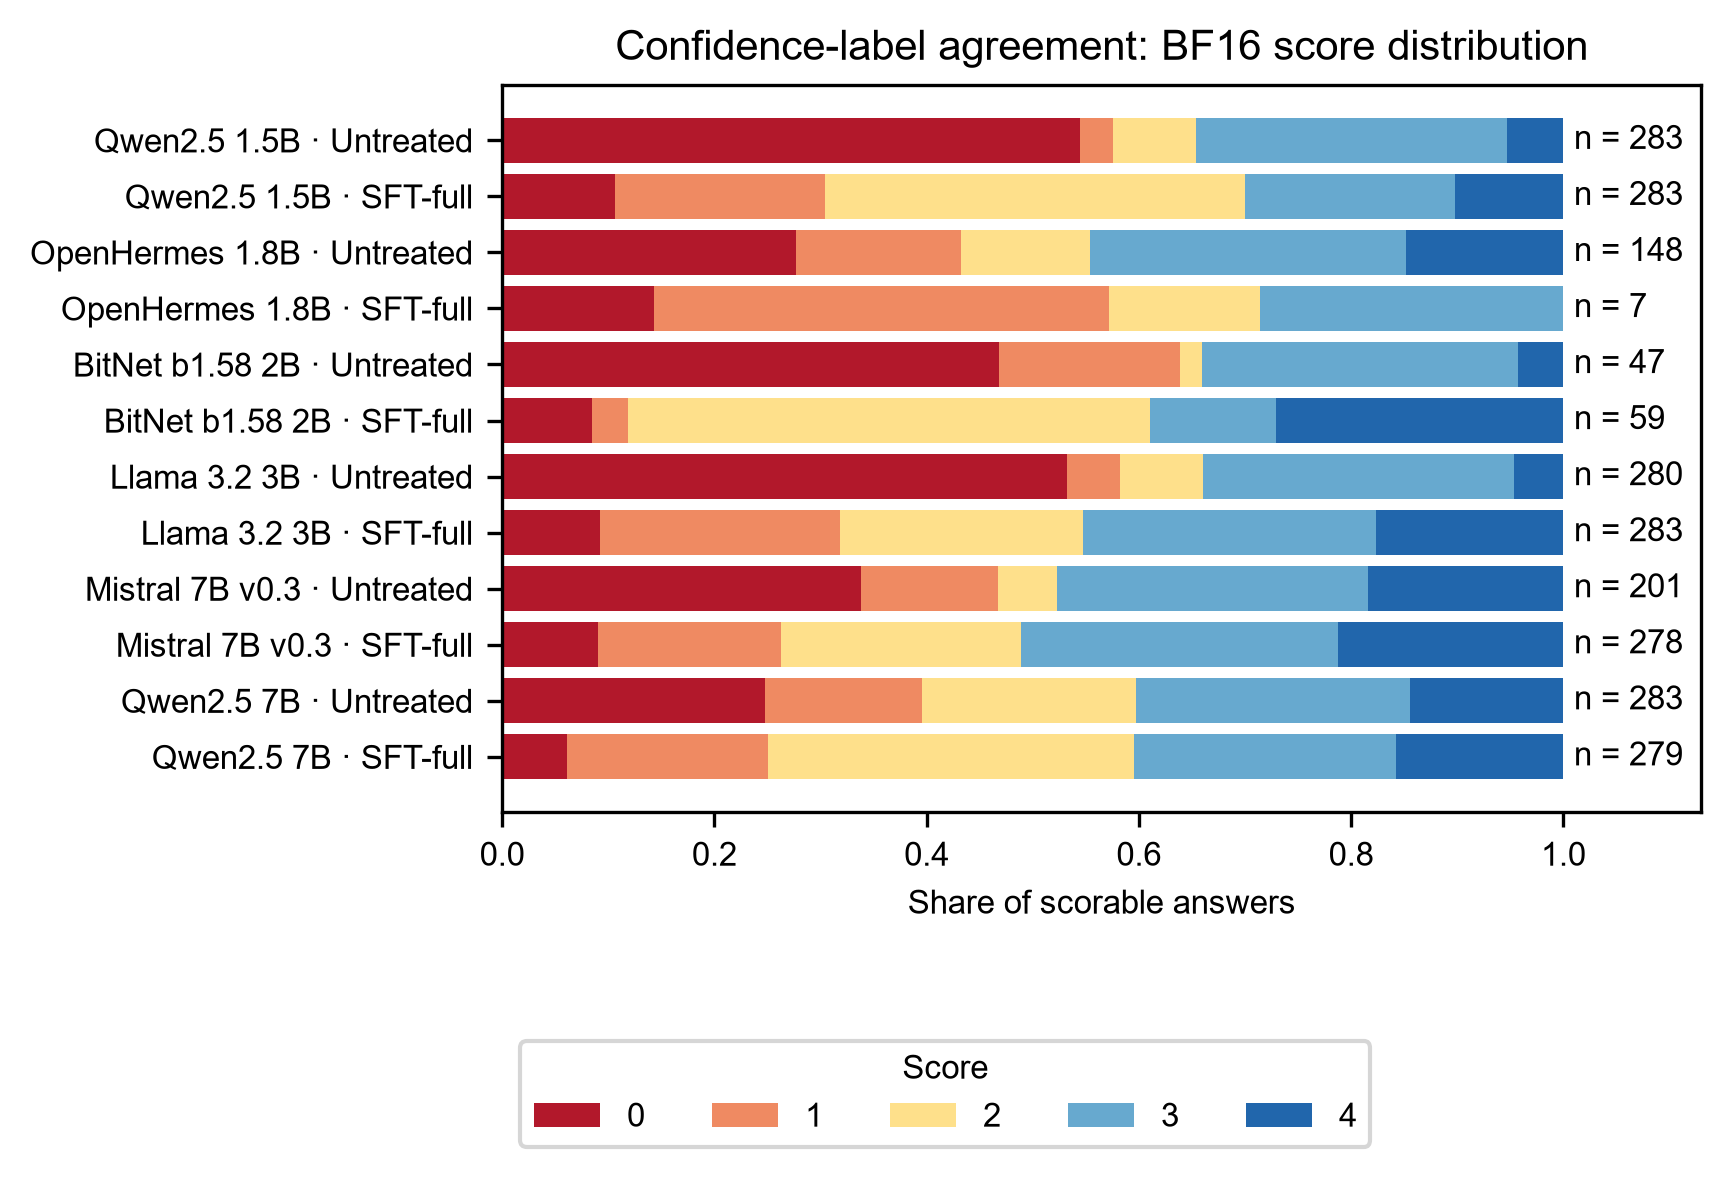 Confidence-label agreement: BF16 score distribution
Qwen2.5 1.5B · Untreated n = 283
Qwen2.5 1.5B · SFT-full n = 283
OpenHermes 1.8B · Untreated n = 148
OpenHermes 1.8B · SFT-full n = 7
BitNet b1.58 2B · Untreated n = 47
BitNet b1.58 2B · SFT-full n = 59
Llama 3.2 3B · Untreated n = 280
Llama 3.2 3B · SFT-full n = 283
Mistral 7B v0.3 · Untreated n = 201
Mistral 7B v0.3 · SFT-full n = 278
Qwen2.5 7B · Untreated n = 283
Qwen2.5 7B · SFT-full n = 279
0.0 0.2 0.4 0.6 0.8 1.0
Share of scorable answers
Score
0 1 2 3 4